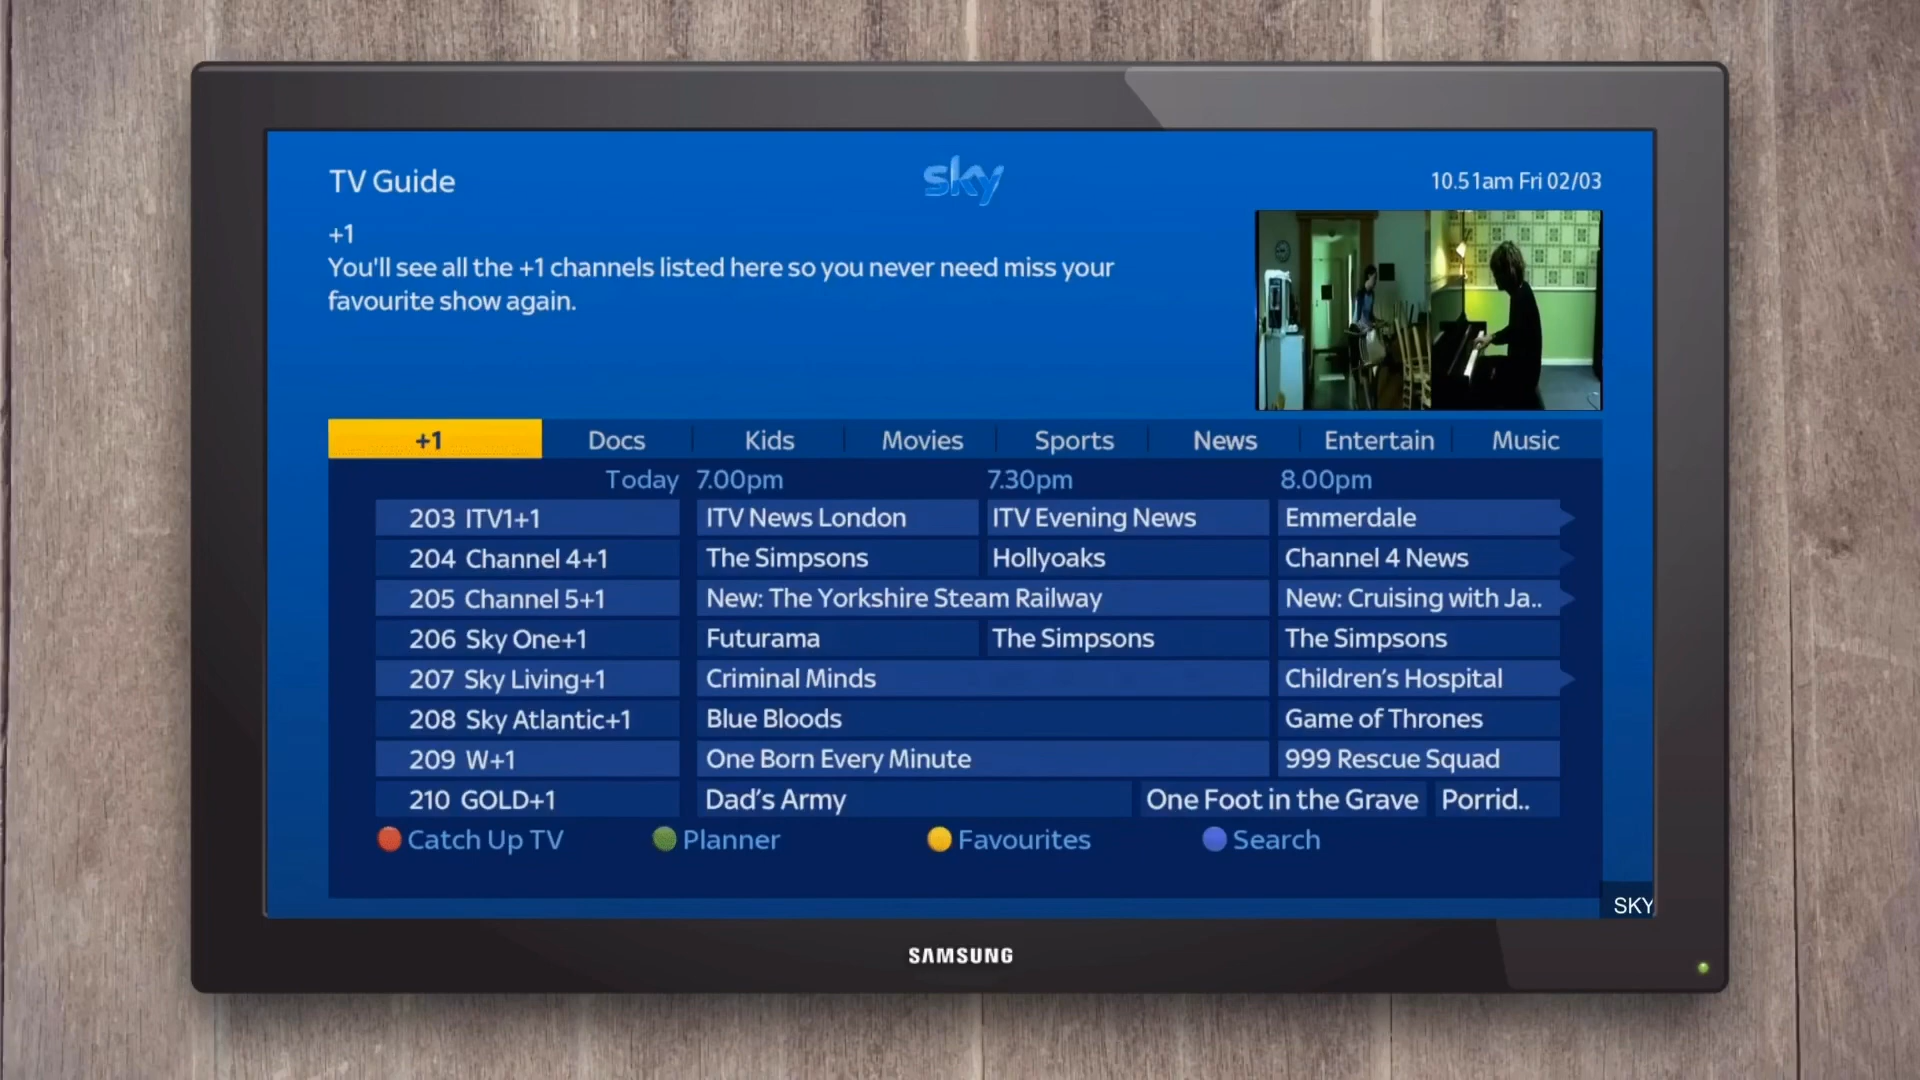 TV Guide
sky
10.51am Fri 02/03
+1
You'll see all the +1 channels listed here so you never need miss your
favourite show again.
+1 Docs Kids Movies Sports News Entertain Music
Today 7.00pm 7.30pm 8.00pm
203 ITV1+1 ITV News London ITV Evening News Emmerdale
204 Channel 4+1 The Simpsons Hollyoaks Channel 4 News
205 Channel 5+1 New: The Yorkshire Steam Railway New: Cruising with Ja..
206 Sky One+1 Futurama The Simpsons The Simpsons
207 Sky Living+1 Criminal Minds Children's Hospital
208 Sky Atlantic+1 Blue Bloods Game of Thrones
209 W+1 One Born Every Minute 999 Rescue Squad
210 GOLD+1 Dad's Army One Foot in the Grave Porrid..
Catch Up TV Planner Favourites Search
SKY
SAMSUNG